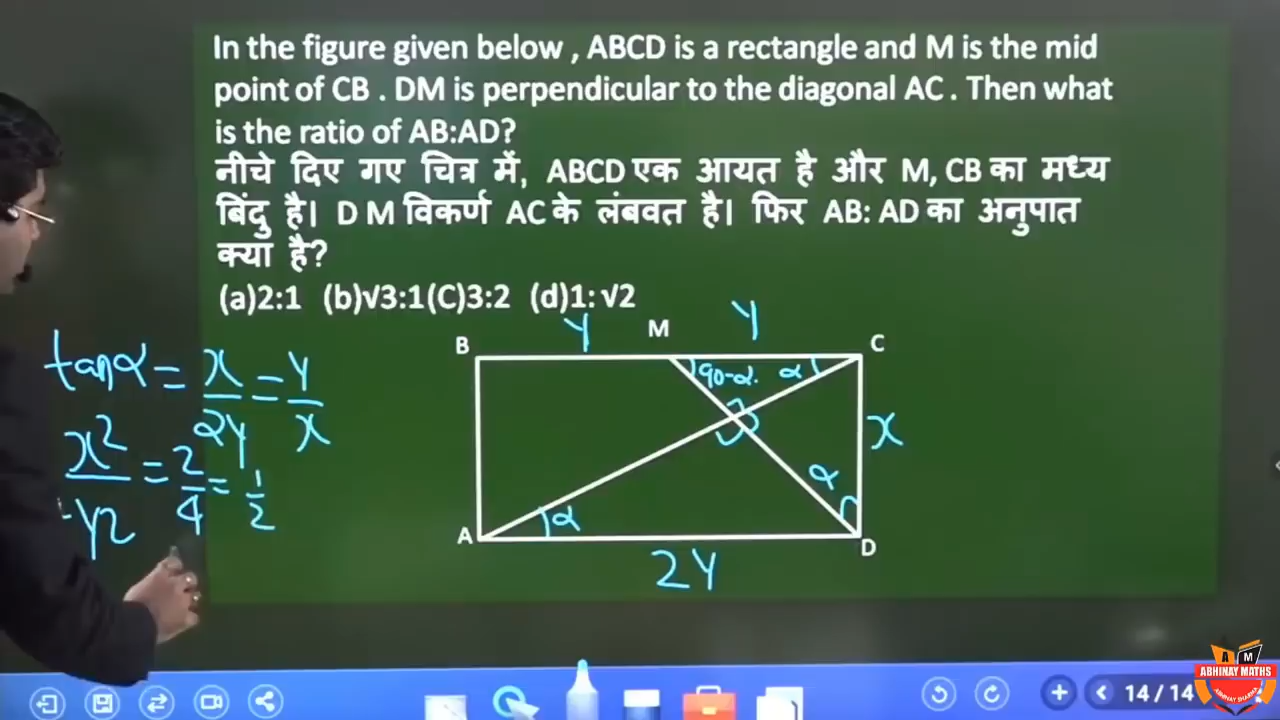 In the figure given below , ABCD is a rectangle and M is the mid
point of CB . DM is perpendicular to the diagonal AC . Then what
is the ratio of AB:AD?
नीचे दिए गए चित्र में, ABCD एक आयत है और M, CB का मध्य
बिंदु है। D M विकर्ण AC के लंबवत है। फिर AB: AD का अनुपात
क्या है?
(a)2:1 (b)√3:1(C)3:2 (d)1: √2
Y M Y
B C
90-α. α
tanα = x/2Y = Y/x
x
x²/4Y2 = 2/4 = 1/2
α
A α D
2Y
A M
ABHINAY MATHS
ABHINAY SHARMA
14 / 14